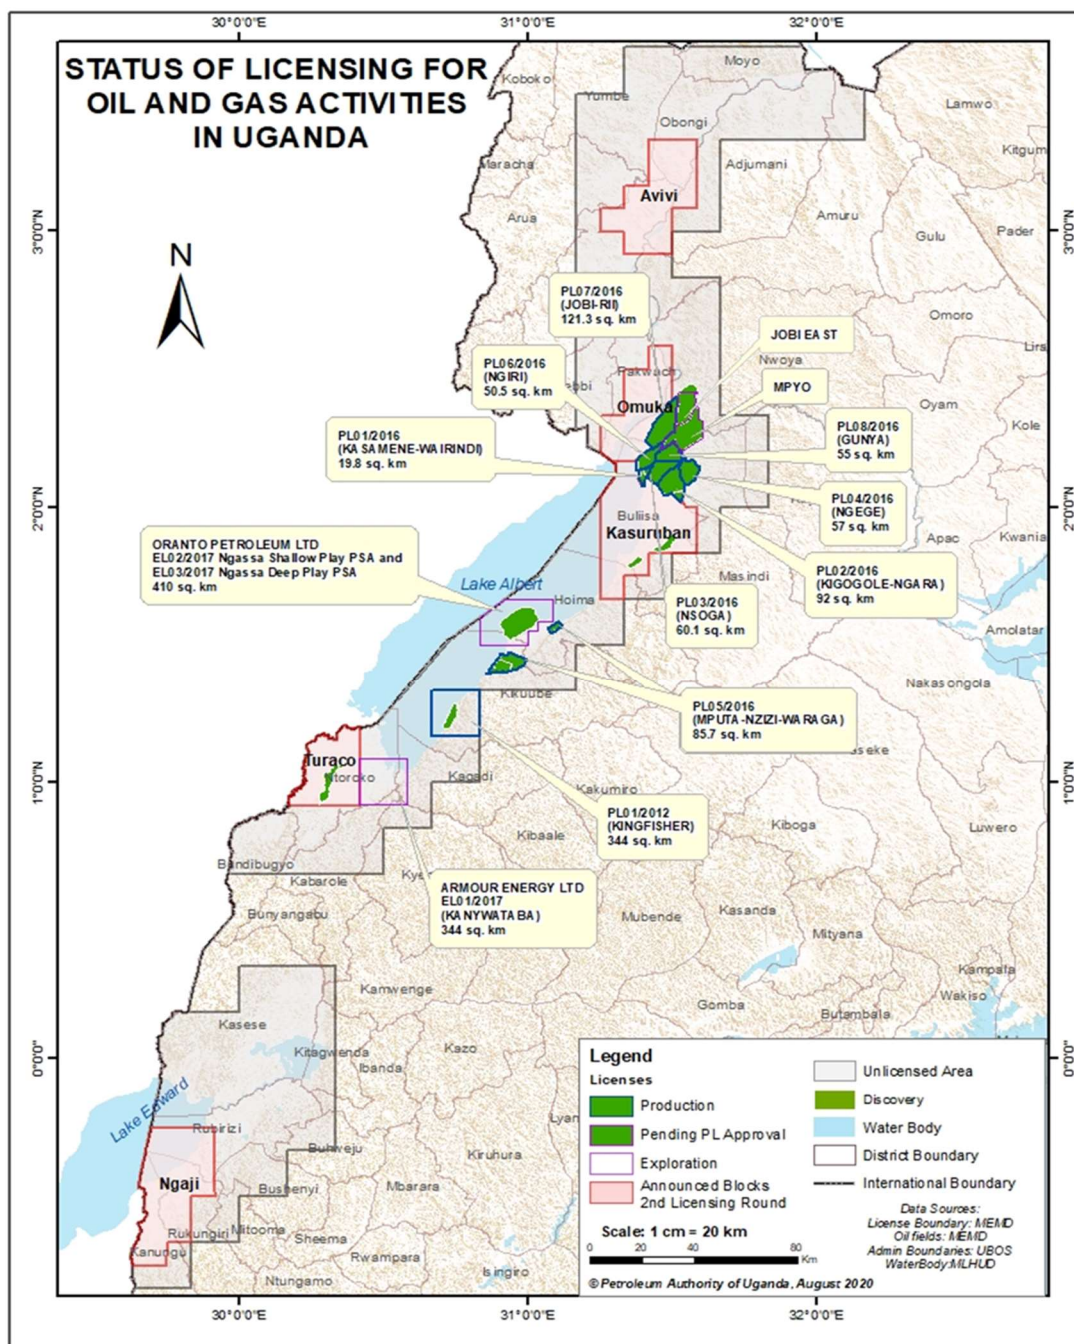 30°0'0"E 31°0'0"E 32°0'0"E
STATUS OF LICENSING FOR
OIL AND GAS ACTIVITIES
IN UGANDA
N
Moyo
Koboko
Yumbe
Lamwo
Obongi
Kitgum
Maracha
Adjumani
Avivi
Arua
Amuru
3°0'0"N
3°0'0"N
Pader
Gulu
PL07/2016
(JOBI-RII)
121.3 sq. km
Omoro
JOBI EAST
Nwoya
PL06/2016
(NGIRI)
50.5 sq. km
Pakwach
MPYO
Omuka
Oyam
PL01/2016
(KASAMENE-WAIRINDI)
19.8 sq. km
PL08/2016
(GUNYA)
55 sq. km
Kole
PL04/2016
(NGEGE)
57 sq. km
2°0'0"N
2°0'0"N
Buliisa
Kasuruban
Apac
Kwania
ORANTO PETROLEUM LTD
EL02/2017 Ngassa Shallow Play PSA and
EL03/2017 Ngassa Deep Play PSA
410 sq. km
Lake Albert
Masindi
PL02/2016
(KIGOGOLE-NGARA)
92 sq. km
Hoima
PL03/2016
(NSOGA)
60.1 sq. km
Amolatar
Nakasongola
Kikuube
PL05/2016
(MPUTA-NZIZI-WARAGA)
85.7 sq. km
Turaco
Kagadi
1°0'0"N
1°0'0"N
Kakumiro
PL01/2012
(KINGFISHER)
344 sq. km
Kiboga
Luwero
Kibaale
Bundibugyo
Kabarole
ARMOUR ENERGY LTD
EL01/2017
(KANYWATABA)
344 sq. km
Bunyangabu
Mubende
Kasanda
Mityana
Kampala
Kamwenge
Wakiso
Gomba
Butambala
Kasese
Kazo
Kitagwenda
Ibanda
0°0'0"
0°0'0"
Lake Edward
Rubirizi
Buhweju
Kiruhura
Ngaji
Bushenyi
Mbarara
Rukungiri
Mitooma
Sheema
Kanungu
Rwampara
Isingiro
Ntungamo
Legend
Licenses
Production
Pending PL Approval
Exploration
Announced Blocks
2nd Licensing Round
Unlicensed Area
Discovery
Water Body
District Boundary
International Boundary
Scale: 1 cm = 20 km
0 20 40 80
Km
Data Sources:
License Boundary: MEMD
Oil fields: MEMD
Admin Boundaries: UBOS
WaterBody:MLHUD
© Petroleum Authority of Uganda, August 2020
30°0'0"E 31°0'0"E 32°0'0"E